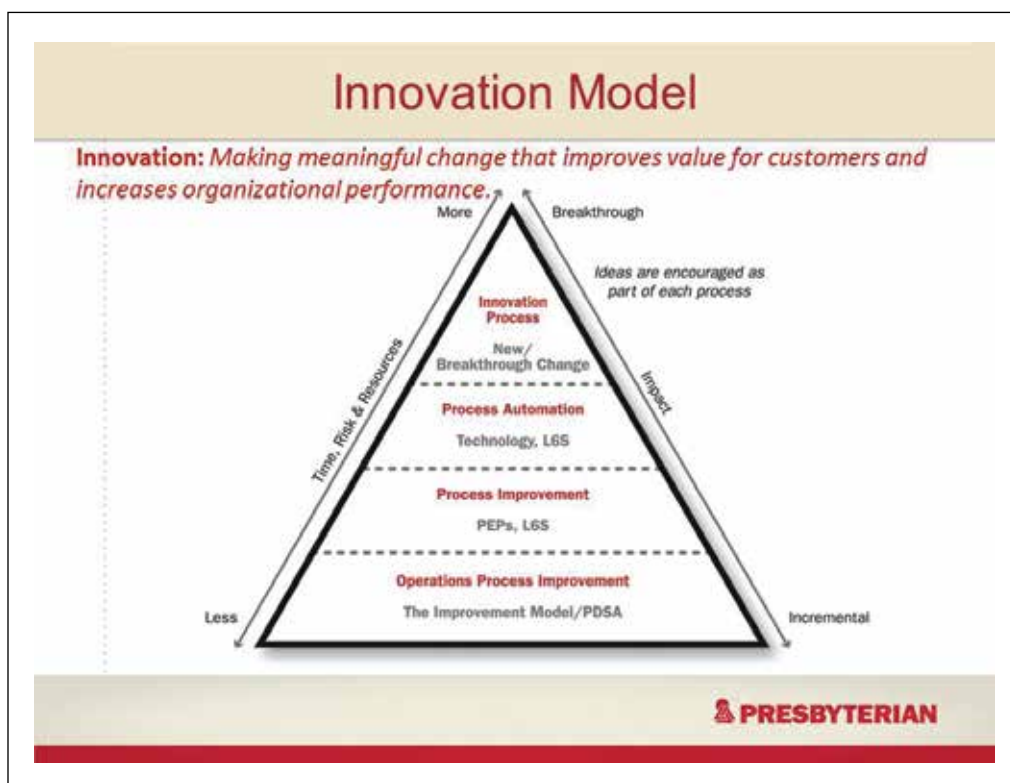 Innovation Model
Innovation: Making meaningful change that improves value for customers and
increases organizational performance.
More
Breakthrough
Ideas are encouraged as
part of each process
Innovation
Process
New/
Breakthrough Change
Time, Risk & Resources
Impact
Process Automation
Technology, L6S
Process Improvement
PEPs, L6S
Operations Process Improvement
The Improvement Model/PDSA
Less
Incremental
PRESBYTERIAN